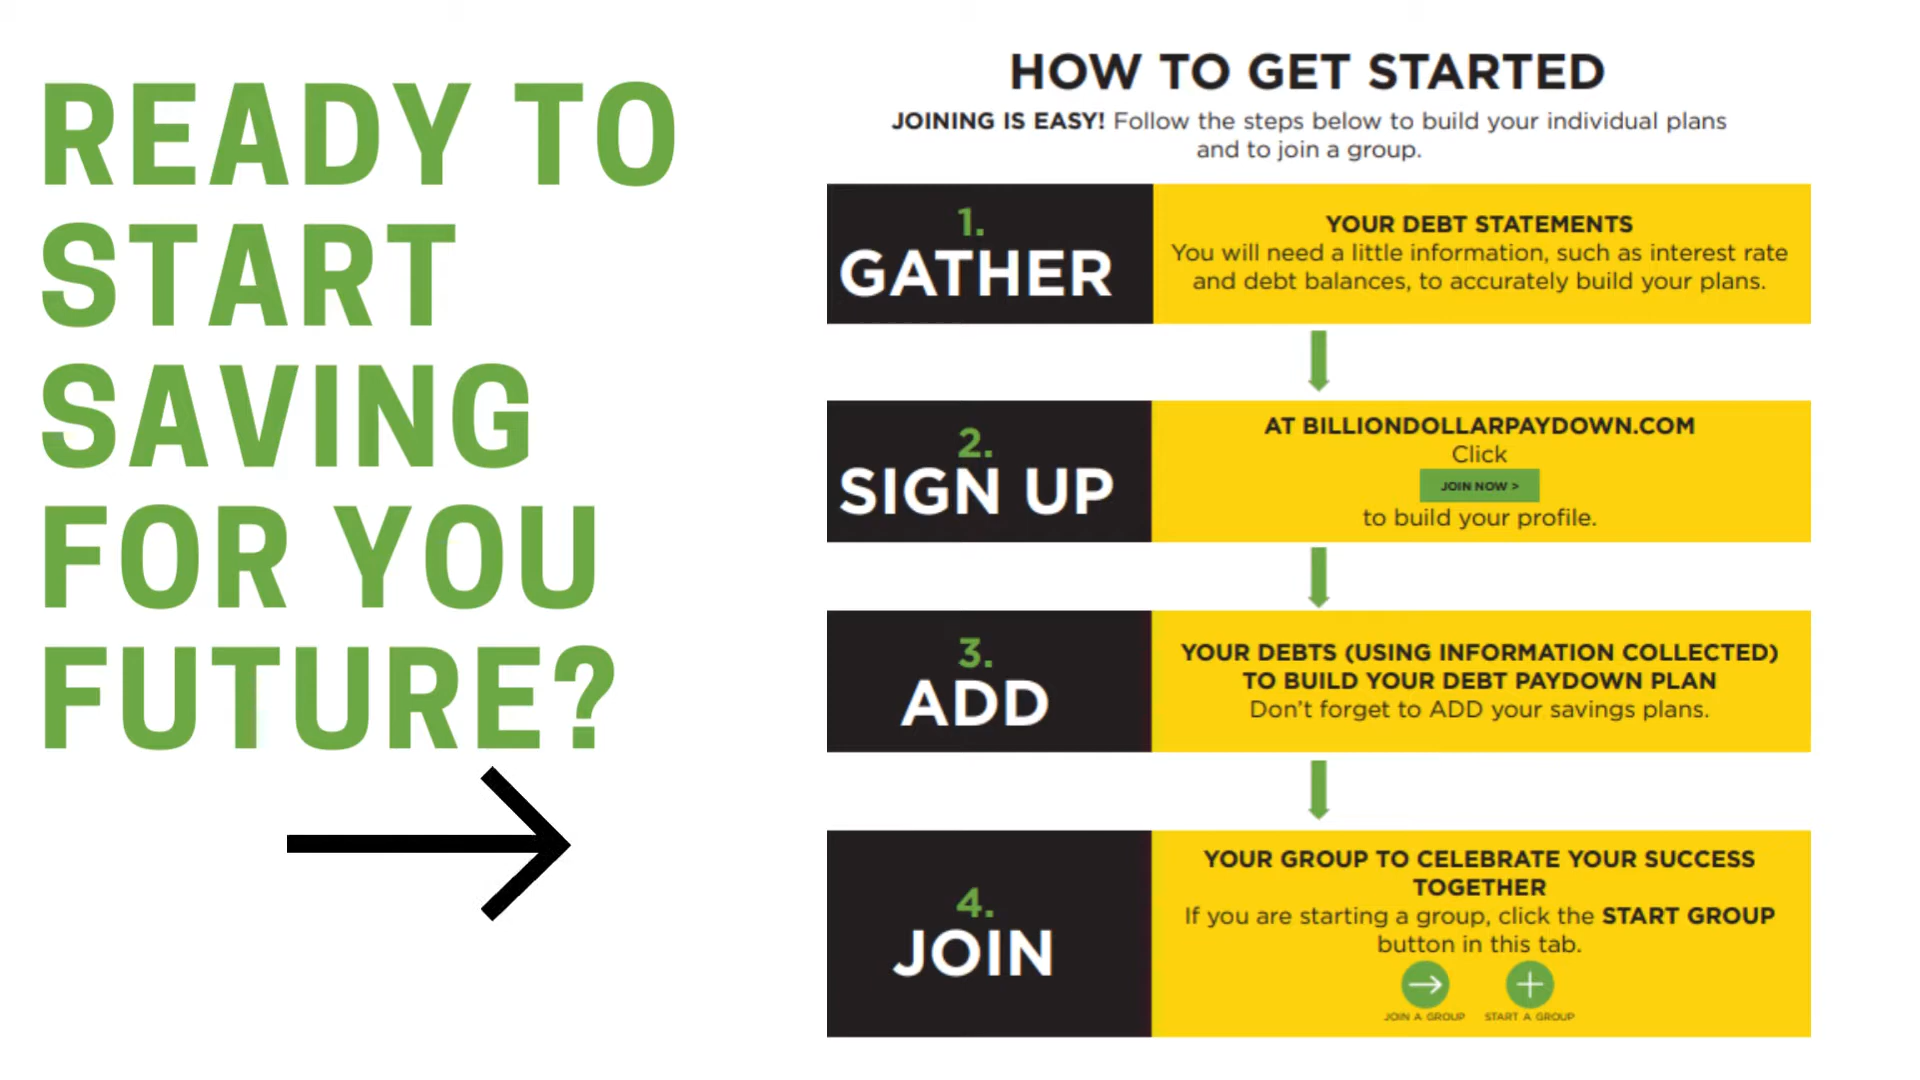 READY TO
START
SAVING
FOR YOU
FUTURE?
HOW TO GET STARTED
JOINING IS EASY! Follow the steps below to build your individual plans
and to join a group.
1.
GATHER
YOUR DEBT STATEMENTS
You will need a little information, such as interest rate
and debt balances, to accurately build your plans.
2.
SIGN UP
AT BILLIONDOLLARPAYDOWN.COM
Click
JOIN NOW >
to build your profile.
3.
ADD
YOUR DEBTS (USING INFORMATION COLLECTED)
TO BUILD YOUR DEBT PAYDOWN PLAN
Don't forget to ADD your savings plans.
4.
JOIN
YOUR GROUP TO CELEBRATE YOUR SUCCESS
TOGETHER
If you are starting a group, click the START GROUP
button in this tab.
JOIN A GROUP START A GROUP